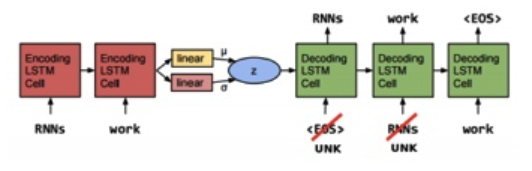 RNNs work <EOS>
Encoding LSTM Cell
Encoding LSTM Cell
linear μ
linear σ
z
Decoding LSTM Cell
Decoding LSTM Cell
Decoding LSTM Cell
RNNs work <EOS> RNNs work
UNK UNK